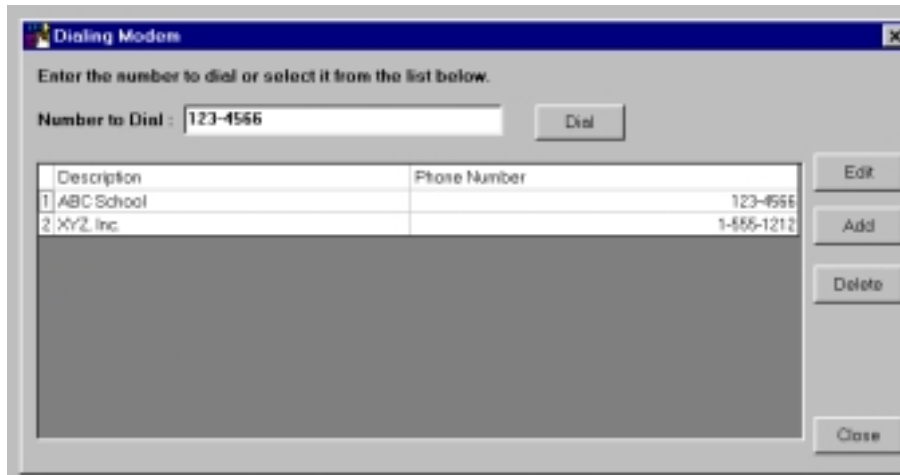 Dialing Modem
Enter the number to dial or select it from the list below.
Number to Dial : 123-4566 Dial
Description Phone Number Edit
1 ABC School 123-4566
2 XYZ, Inc. 1-555-1212 Add
Delete
Close